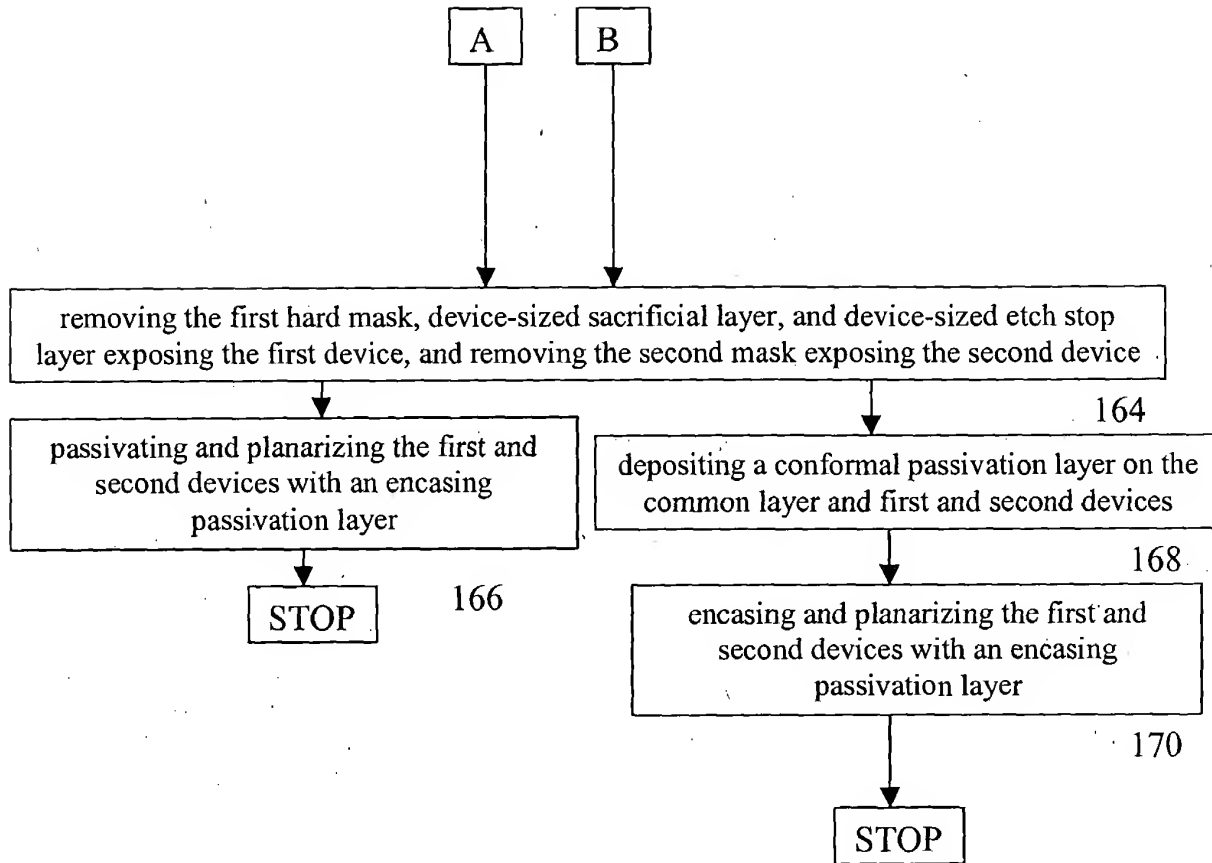 A
B
removing the first hard mask, device-sized sacrificial layer, and device-sized etch stop
layer exposing the first device, and removing the second mask exposing the second device
164
passivating and planarizing the first and
second devices with an encasing
passivation layer
166
STOP
depositing a conformal passivation layer on the
common layer and first and second devices
168
encasing and planarizing the first and
second devices with an encasing
passivation layer
170
STOP